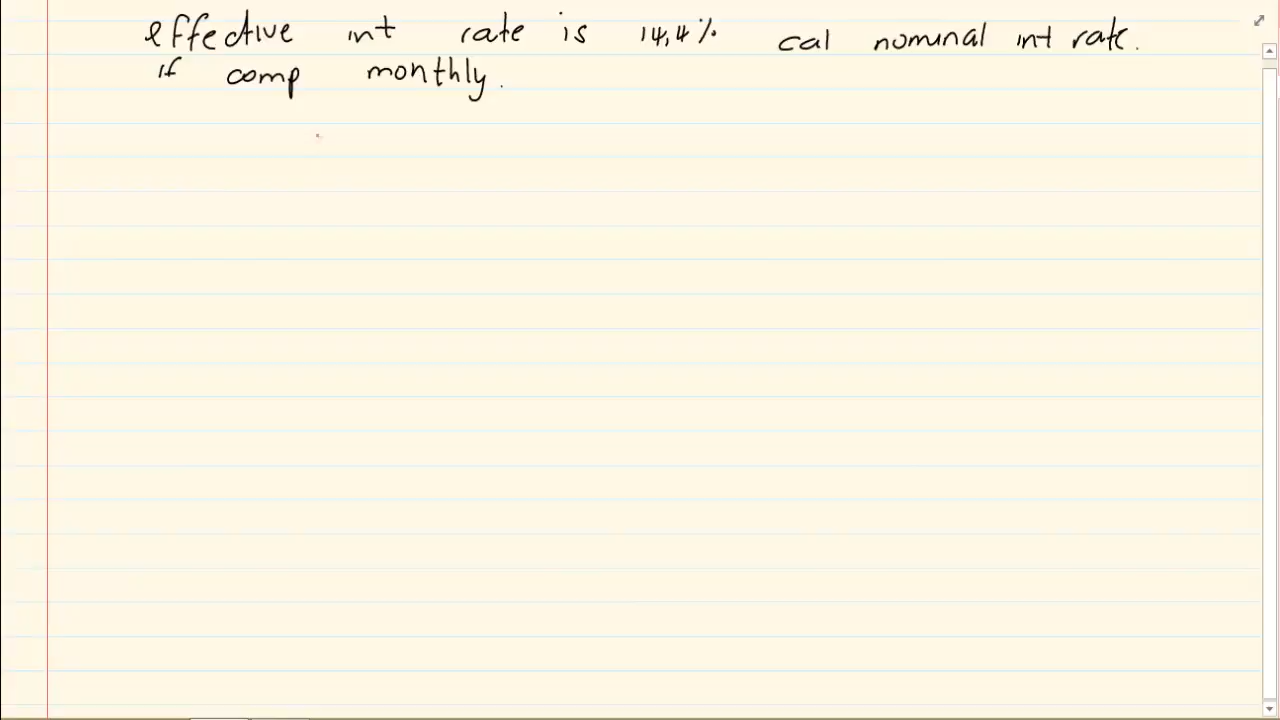 effective int rate is 14,4% cal nominal int rate.
if comp monthly.